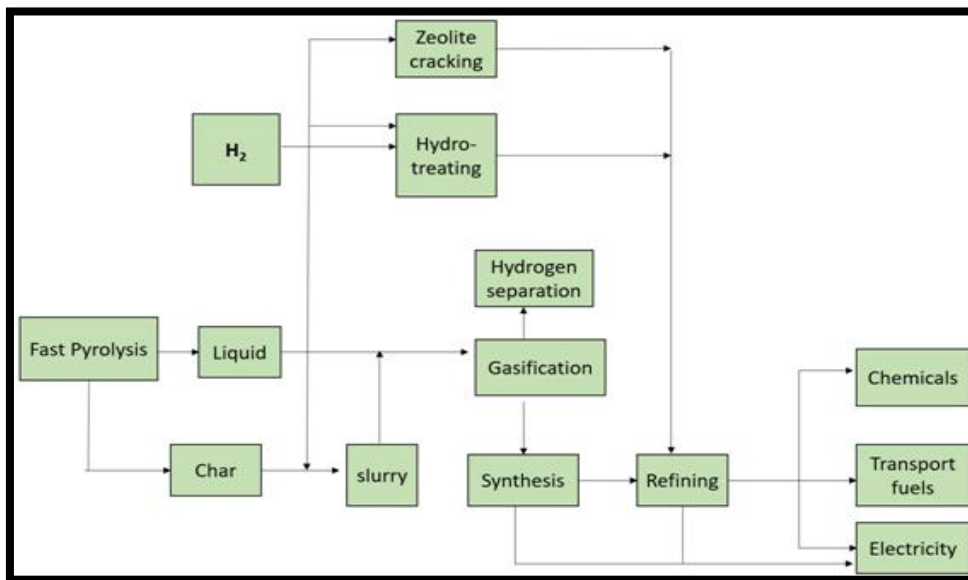 Zeolite
cracking
H₂
Hydro-
treating
Hydrogen
separation
Fast Pyrolysis
Liquid
Gasification
Chemicals
Char
slurry
Synthesis
Refining
Transport
fuels
Electricity